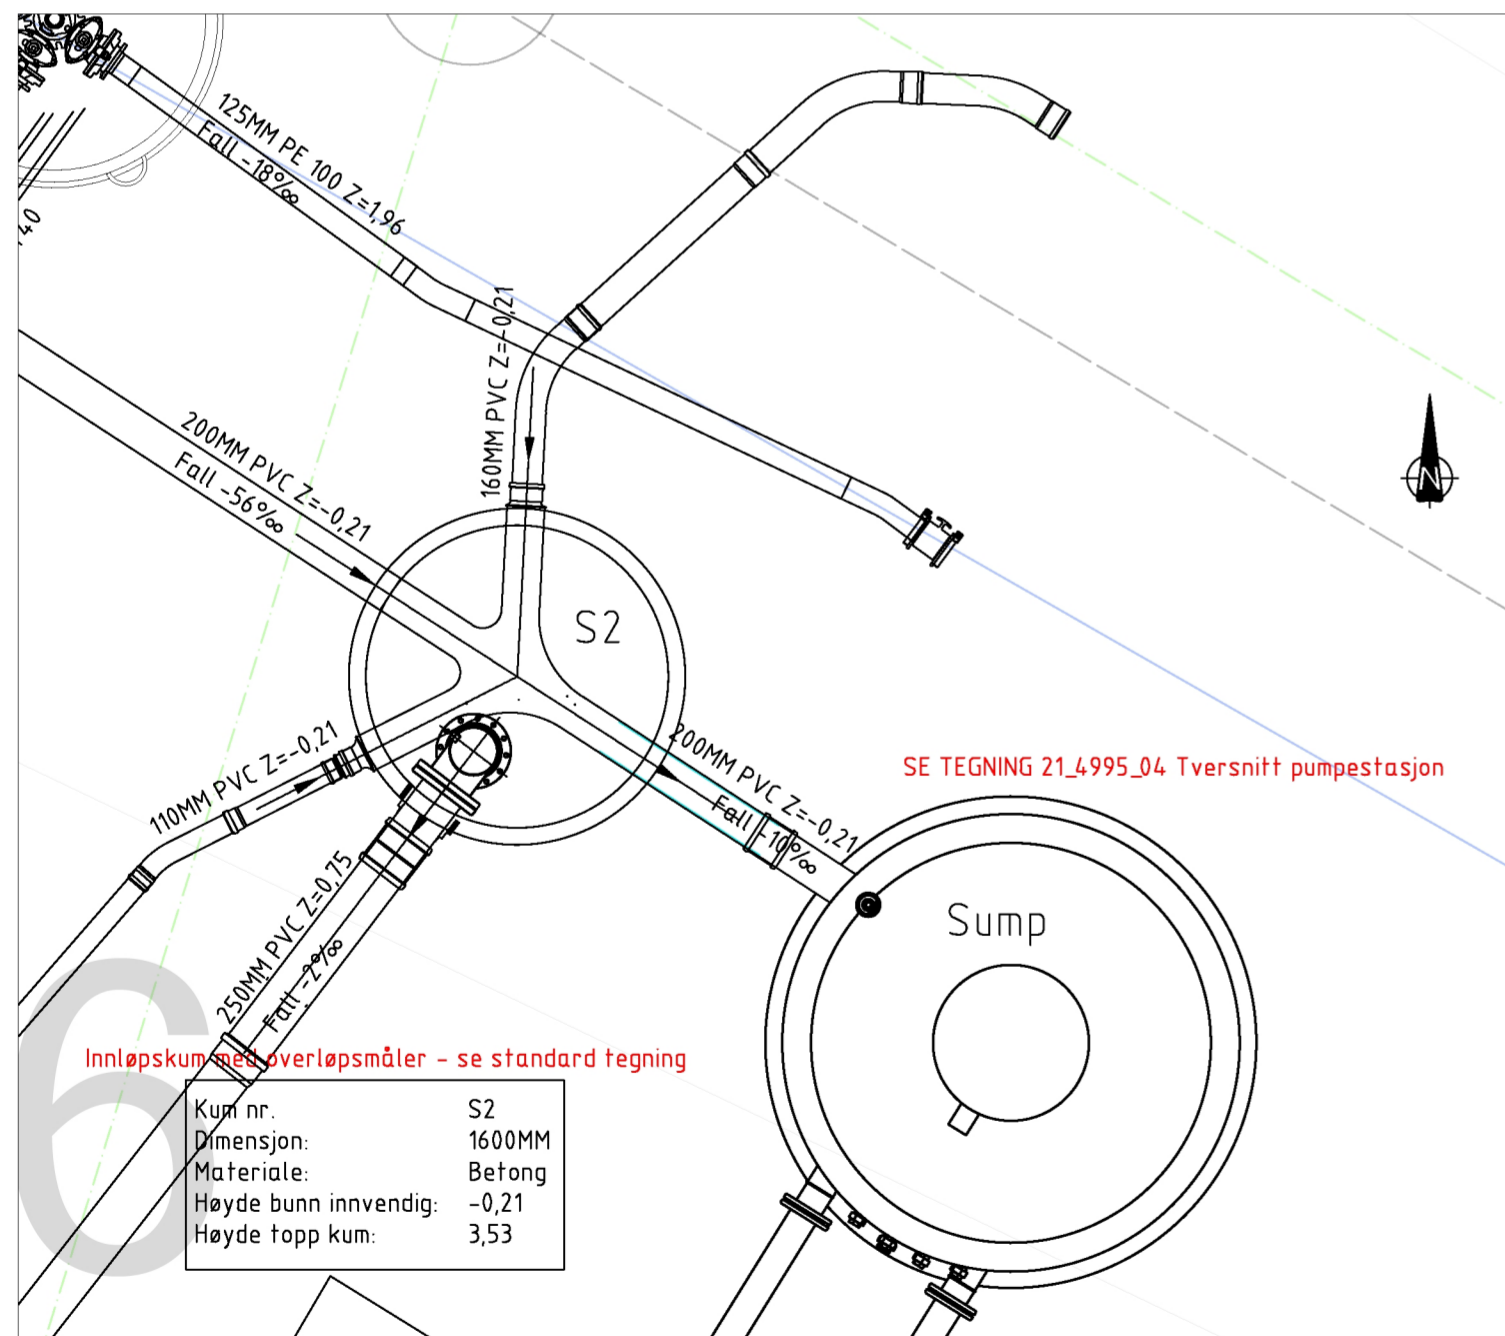 125MM PE 100 Z=1,96
Fall -18‰
,40
160MM PVC Z=-0,21
200MM PVC Z=-0,21
Fall -56‰
N
S2
110MM PVC Z=-0,21
200MM PVC Z=-0,21
Fall -10‰
SE TEGNING 21_4995_04 Tversnitt pumpestasjon
250MM PVC Z=0,75
Fall -2‰
Sump
6
Innløpskum med overløpsmåler - se standard tegning
Kum nr. S2
Dimensjon: 1600MM
Materiale: Betong
Høyde bunn innvendig: -0,21
Høyde topp kum: 3,53